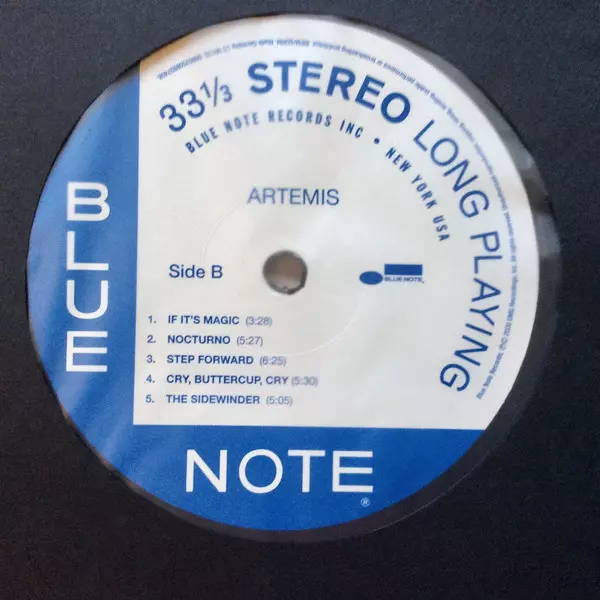 33⅓ STEREO LONG PLAYING
BLUE NOTE RECORDS INC • NEW YORK USA
ARTEMIS
Side B
BLUE NOTE.
1. IF IT'S MAGIC (3:28)
2. NOCTURNO (5:27)
3. STEP FORWARD (6:25)
4. CRY, BUTTERCUP, CRY (5:30)
5. THE SIDEWINDER (5:05)
BLUE
NOTE®